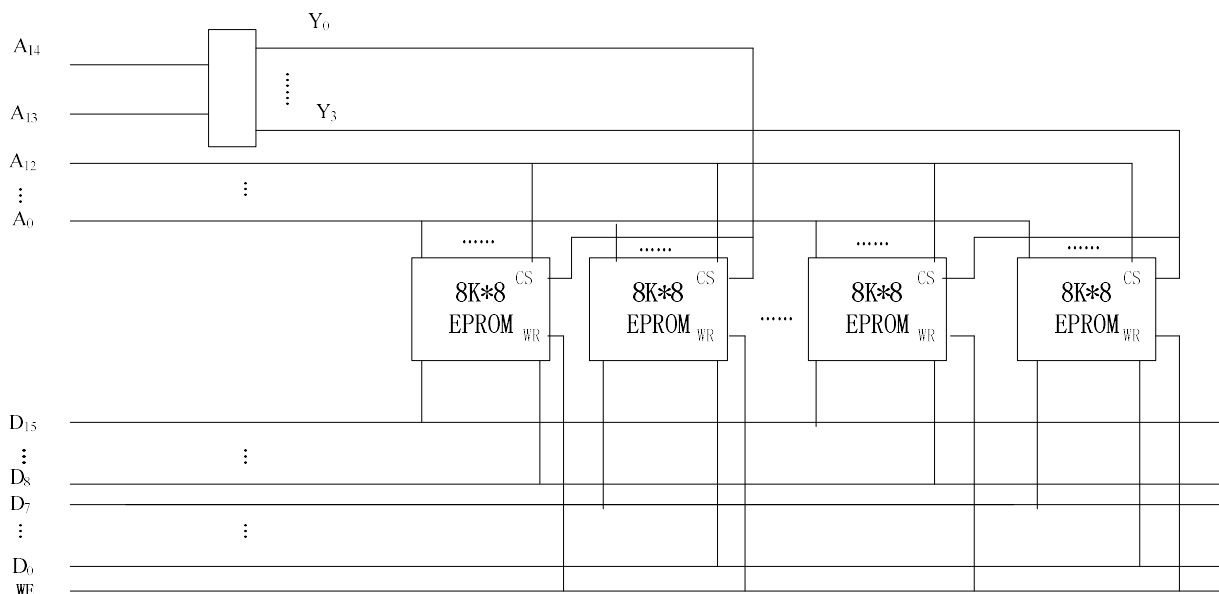 Y₀
A₁₄
A₁₃
Y₃
A₁₂
A₀
CS CS CS CS
8K*8 8K*8 8K*8 8K*8
EPROM EPROM EPROM EPROM
WR WR WR WR
D₁₅
D₈
D₇
D₀